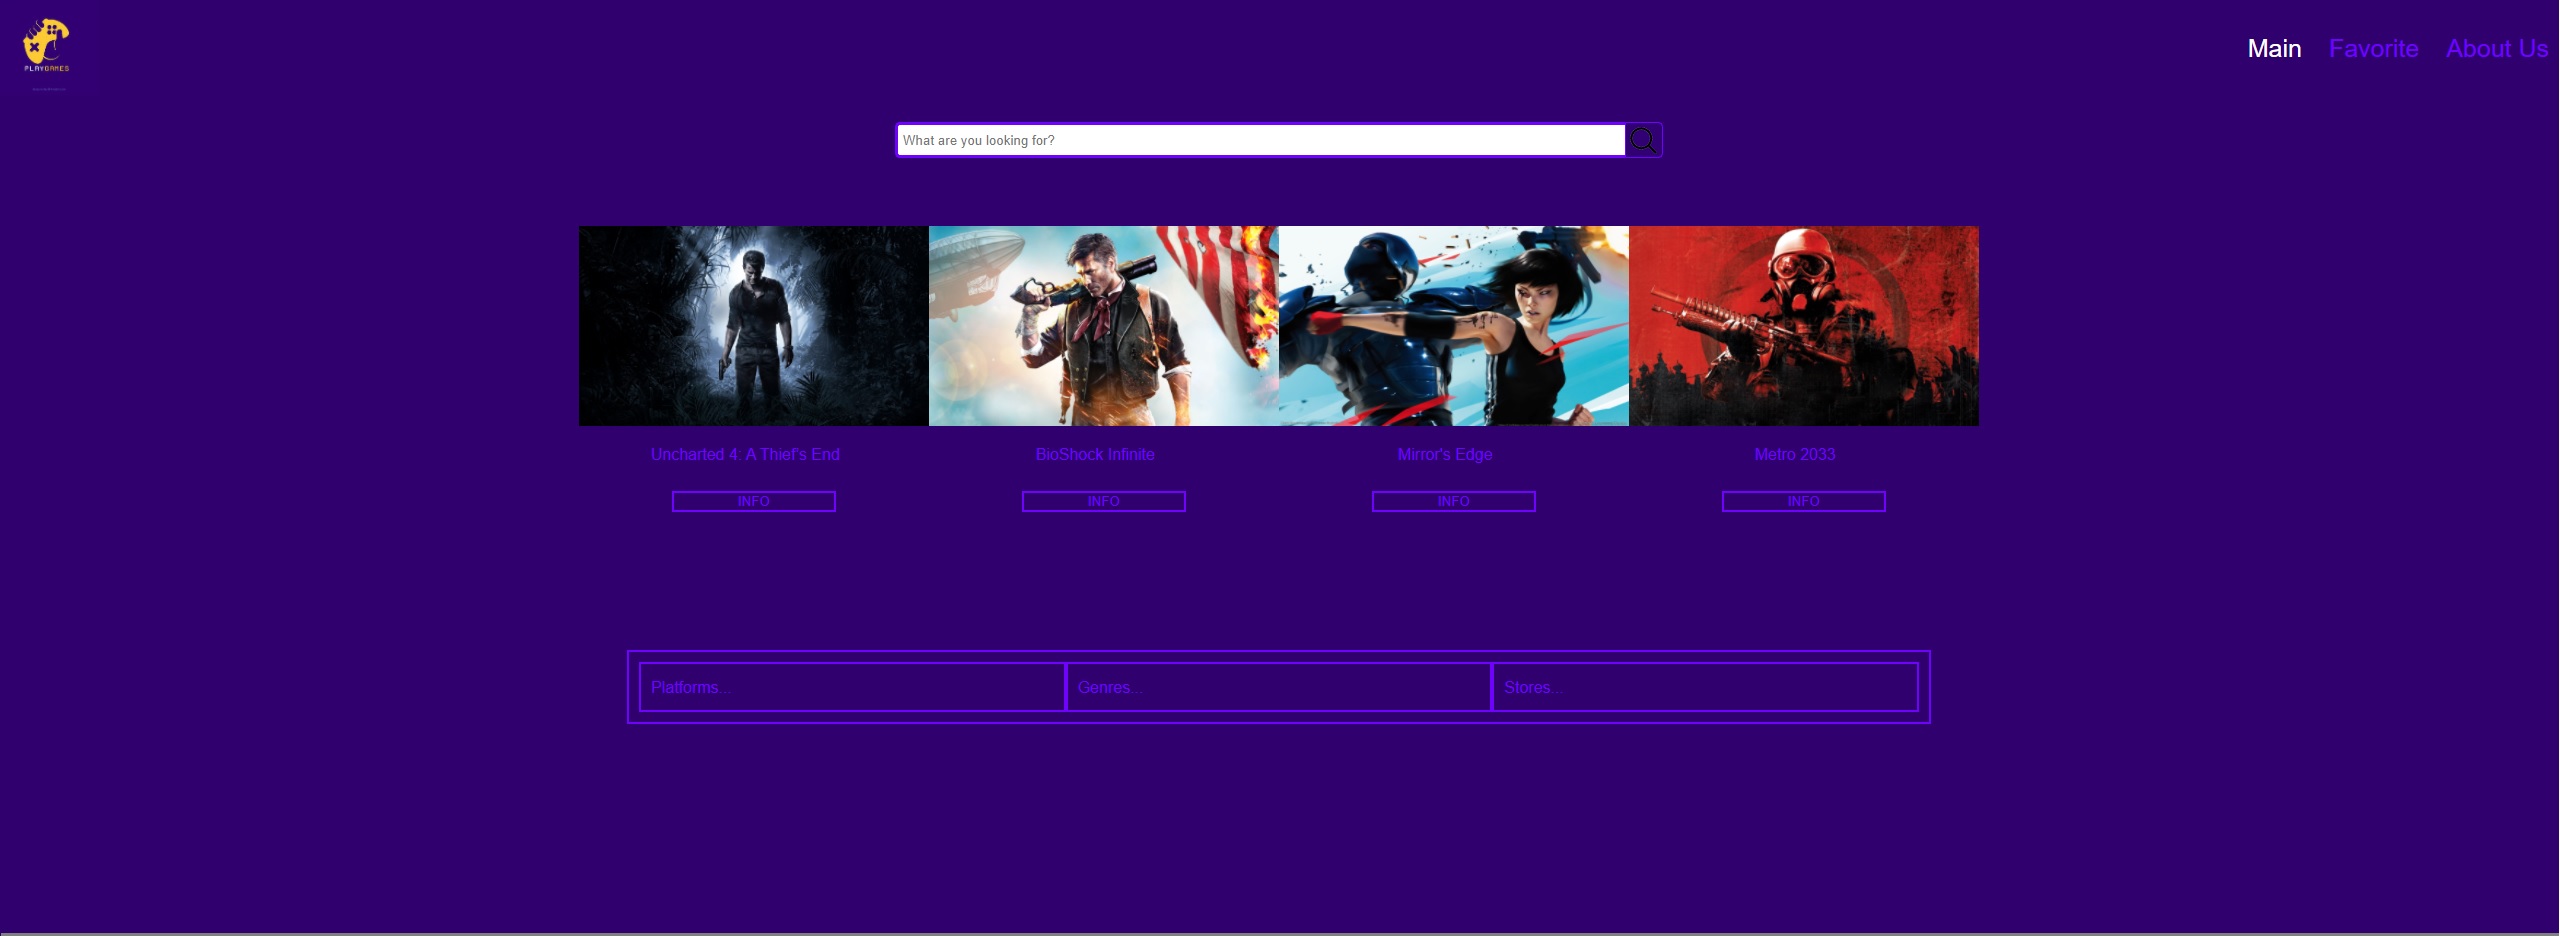 PLAYGAMES
Main Favorite About Us
What are you looking for?
Uncharted 4: A Thief's End BioShock Infinite Mirror's Edge Metro 2033
INFO INFO INFO INFO
Platforms... Genres... Stores...